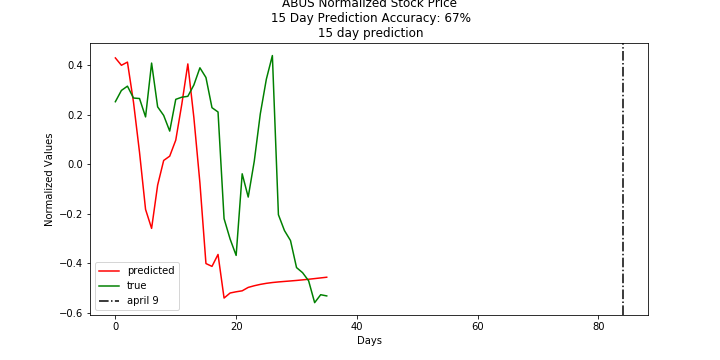 ABUS Normalized Stock Price
15 Day Prediction Accuracy: 67%
15 day prediction
Normalized Values
0.4
0.2
0.0
−0.2
−0.4
−0.6
predicted
true
april 9
0
20
40
60
80
Days